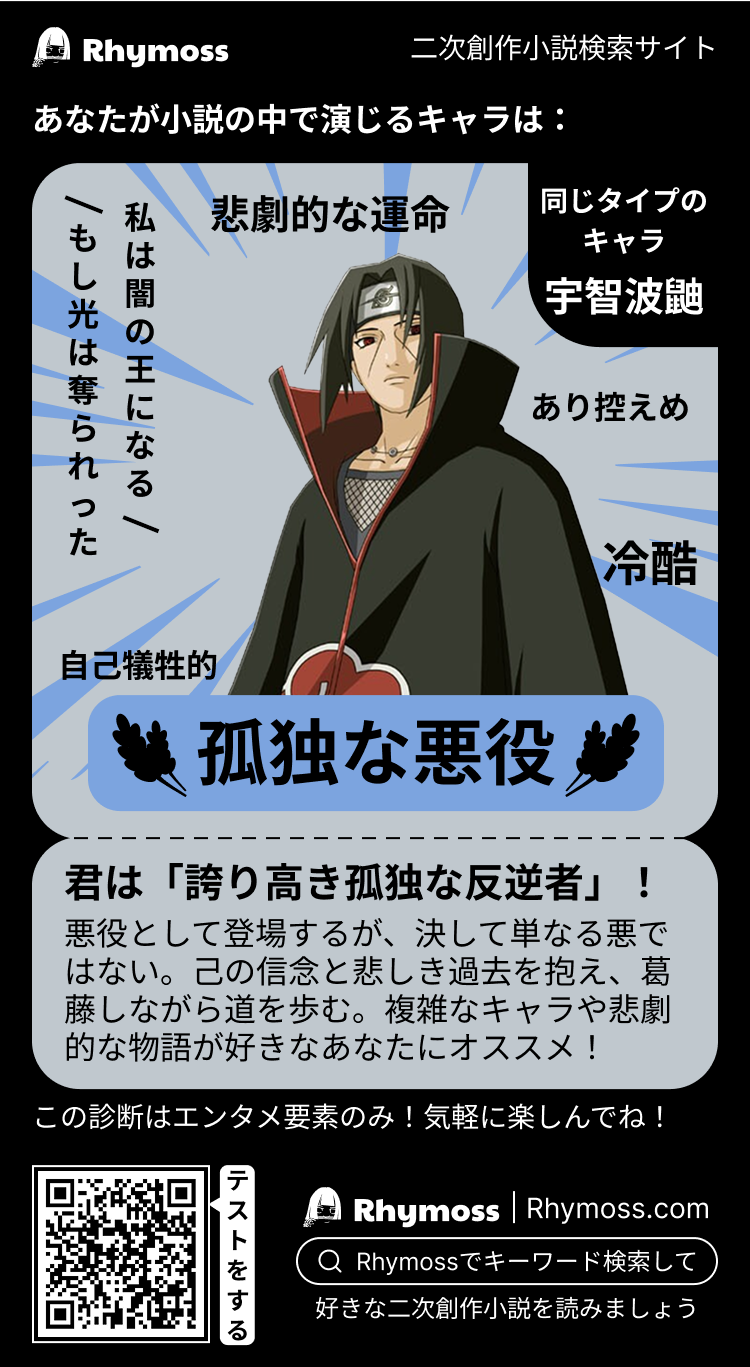 Rhymoss
二次創作小説検索サイト
あなたが小説の中で演じるキャラは：
同じタイプの
キャラ
宇智波鼬
悲劇的な運命
私は闇の王になる
もし光は奪られった
あり控えめ
冷酷
自己犠牲的
孤独な悪役
君は「誇り高き孤独な反逆者」！
悪役として登場するが、決して単なる悪で
はない。己の信念と悲しき過去を抱え、葛
藤しながら道を歩む。複雑なキャラや悲劇
的な物語が好きなあなたにオススメ！
この診断はエンタメ要素のみ！気軽に楽しんでね！
テストをする
Rhymoss | Rhymoss.com
Rhymossでキーワード検索して
好きな二次創作小説を読みましょう